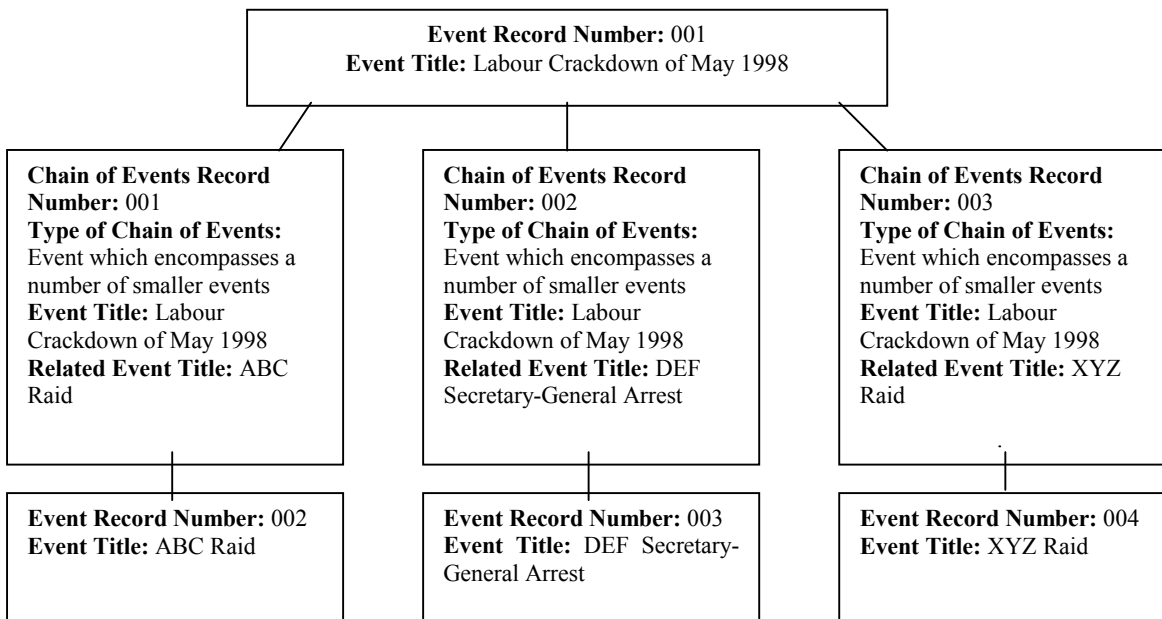 Event Record Number: 001
Event Title: Labour Crackdown of May 1998
Chain of Events Record
Number: 001
Type of Chain of Events:
Event which encompasses a
number of smaller events
Event Title: Labour
Crackdown of May 1998
Related Event Title: ABC
Raid
Chain of Events Record
Number: 002
Type of Chain of Events:
Event which encompasses a
number of smaller events
Event Title: Labour
Crackdown of May 1998
Related Event Title: DEF
Secretary-General Arrest
Chain of Events Record
Number: 003
Type of Chain of Events:
Event which encompasses a
number of smaller events
Event Title: Labour
Crackdown of May 1998
Related Event Title: XYZ
Raid
.
Event Record Number: 002
Event Title: ABC Raid
Event Record Number: 003
Event Title: DEF Secretary-
General Arrest
Event Record Number: 004
Event Title: XYZ Raid